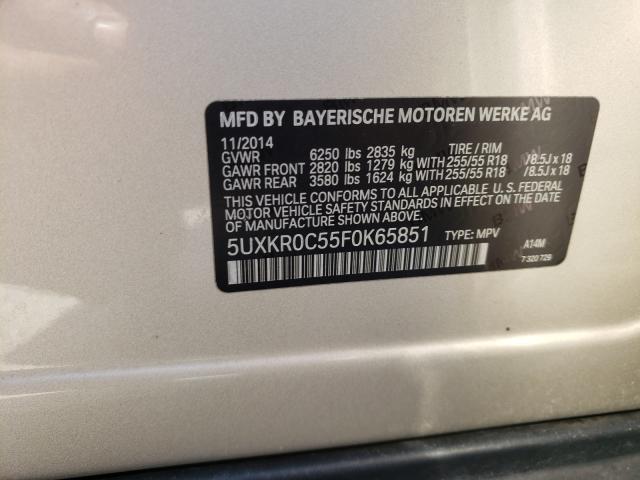 MFD BY BAYERISCHE MOTOREN WERKE AG
11/2014 TIRE / RIM
GVWR 6250 lbs 2835 kg
GAWR FRONT 2820 lbs 1279 kg WITH 255/55 R18 /8.5J x 18
GAWR REAR 3580 lbs 1624 kg WITH 255/55 R18 /8.5J x 18
THIS VEHICLE CONFORMS TO ALL APPLICABLE U. S. FEDERAL
MOTOR VEHICLE SAFETY STANDARDS IN EFFECT ON THE
DATE OF MANUFACTURE SHOWN ABOVE.
5UXKR0C55F0K65851 TYPE: MPV
A14M
7 320 729